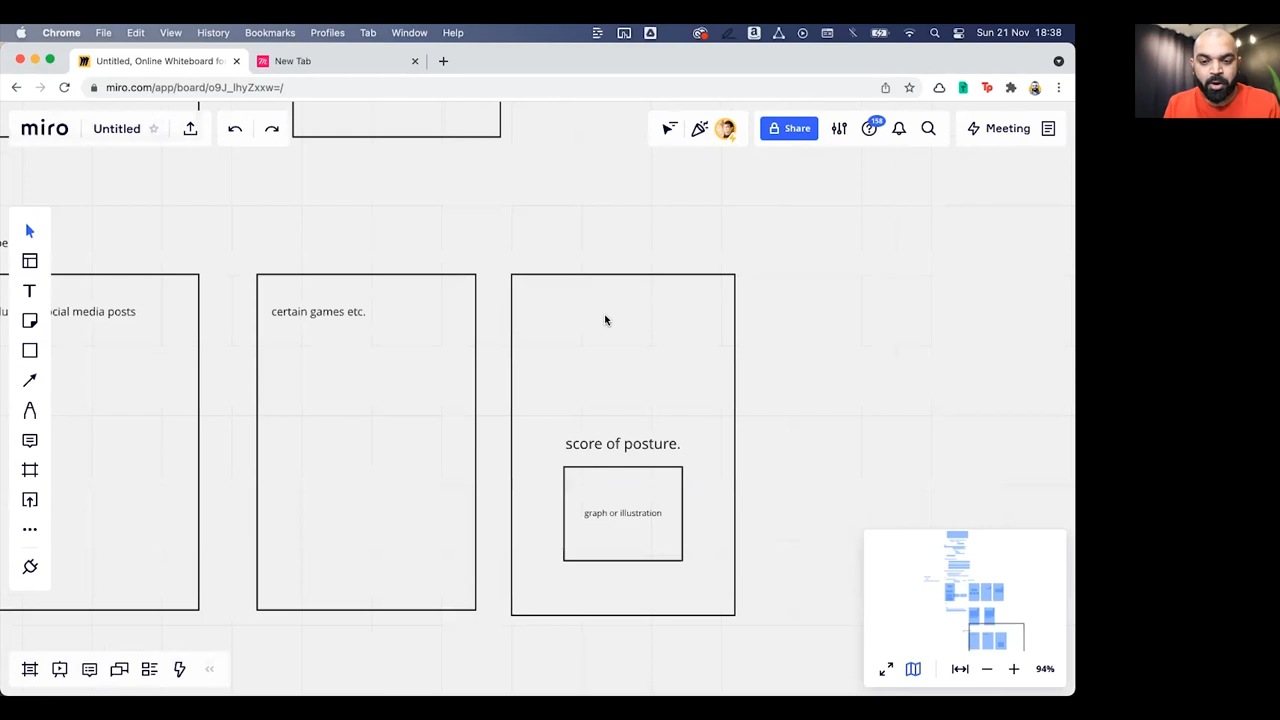 Chrome File Edit View History Bookmarks Profiles Tab Window Help
Sun 21 Nov 18:38
Untitled, Online Whiteboard fo
New Tab
miro.com/app/board/o9J_lhyZxxw=/
miro Untitled
Share
158
Meeting
cial media posts
certain games etc.
score of posture.
graph or illustration
94%